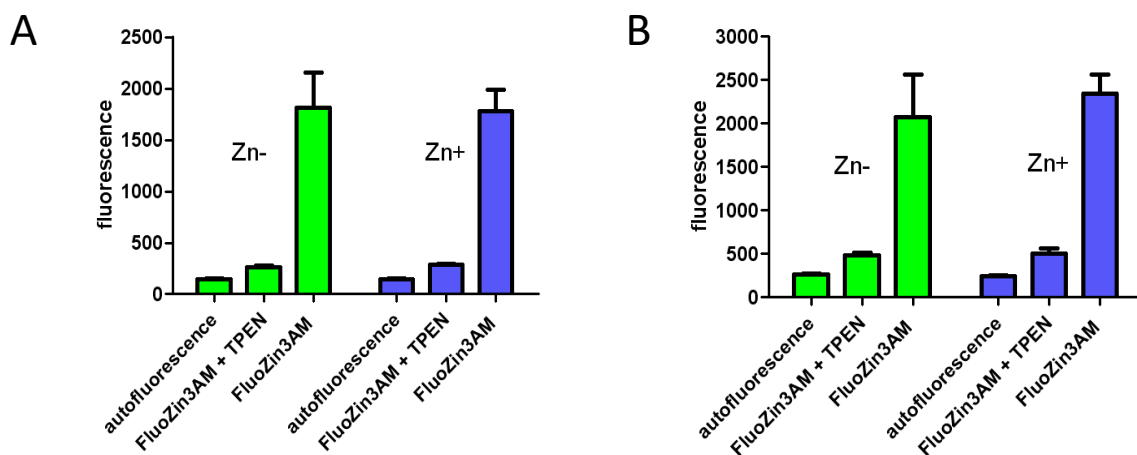 A
fluorescence
2500
2000
1500
1000
500
0
Zn-
Zn+
autofluorescence
FluoZin3AM + TPEN
FluoZin3AM
autofluorescence
FluoZin3AM + TPEN
FluoZin3AM
B
fluorescence
3000
2500
2000
1500
1000
500
0
Zn-
Zn+
autofluorescence
FluoZin3AM + TPEN
FluoZin3AM
autofluorescence
FluoZin3AM + TPEN
FluoZin3AM